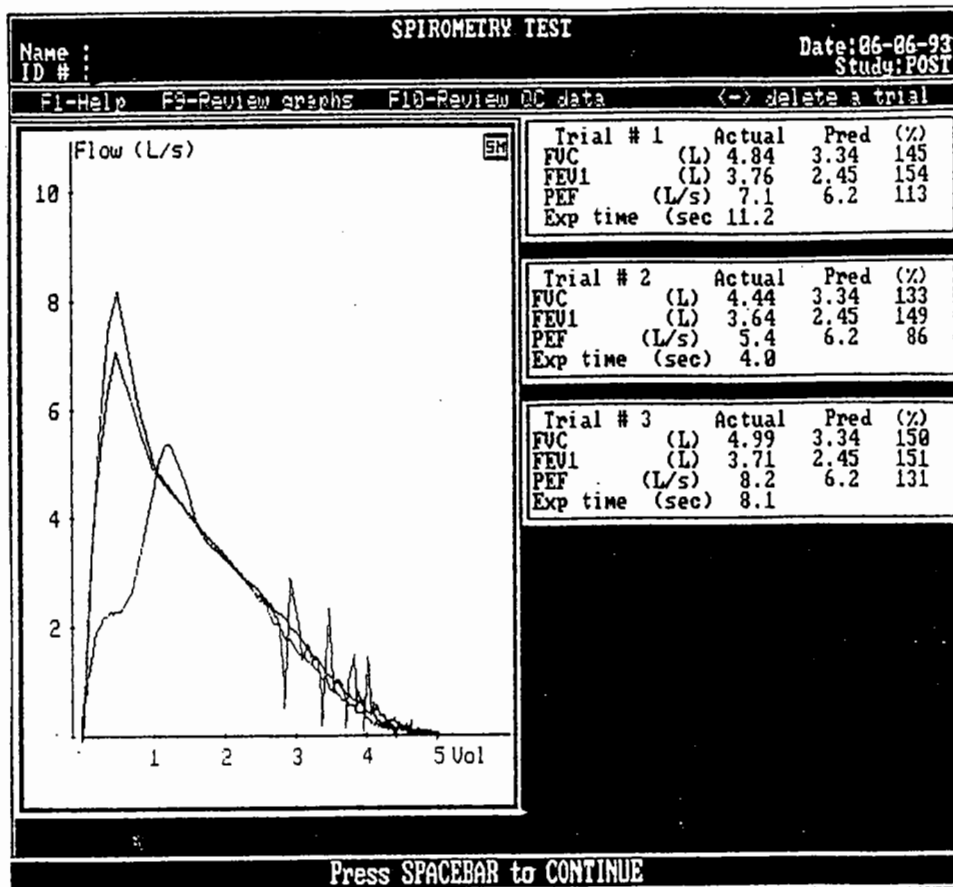 SPIROMETRY TEST
Name :
ID # :
Date:06-06-93
Study:POST
F1-Help F9-Review graphs F10-Review QC data <-> delete a trial
Flow (L/s)
SM
10
8
6
4
2
1 2 3 4 5 Vol
Trial # 1 Actual Pred (%)
FVC (L) 4.84 3.34 145
FEV1 (L) 3.76 2.45 154
PEF (L/s) 7.1 6.2 113
Exp time (sec 11.2
Trial # 2 Actual Pred (%)
FVC (L) 4.44 3.34 133
FEV1 (L) 3.64 2.45 149
PEF (L/s) 5.4 6.2 86
Exp time (sec) 4.0
Trial # 3 Actual Pred (%)
FVC (L) 4.99 3.34 150
FEV1 (L) 3.71 2.45 151
PEF (L/s) 8.2 6.2 131
Exp time (sec) 8.1
Press SPACEBAR to CONTINUE